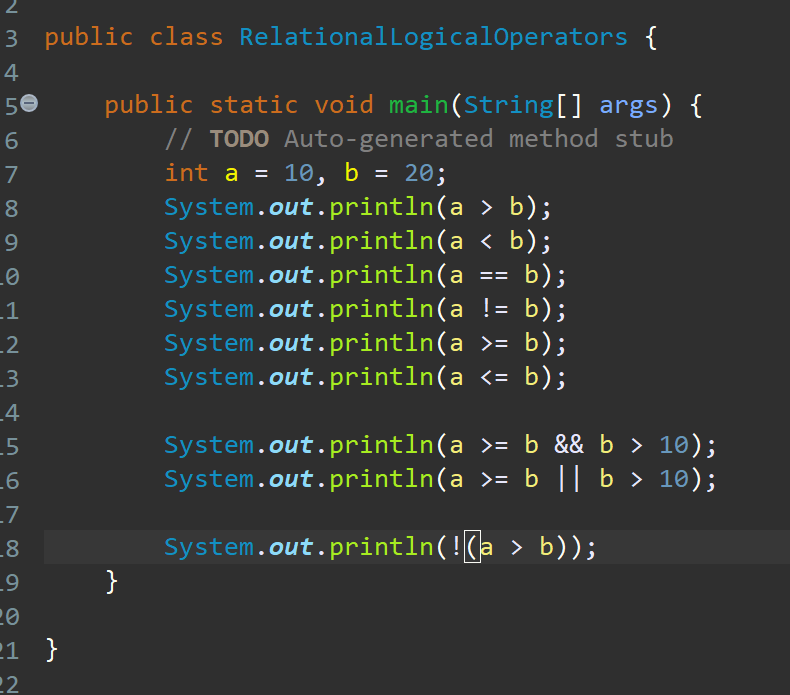 2
3 public class RelationalLogicalOperators {
4
5 public static void main(String[] args) {
6 // TODO Auto-generated method stub
7 int a = 10, b = 20;
8 System.out.println(a > b);
9 System.out.println(a < b);
10 System.out.println(a == b);
11 System.out.println(a != b);
12 System.out.println(a >= b);
13 System.out.println(a <= b);
14
15 System.out.println(a >= b && b > 10);
16 System.out.println(a >= b || b > 10);
17
18 System.out.println(!(a > b));
19 }
20
21 }
22